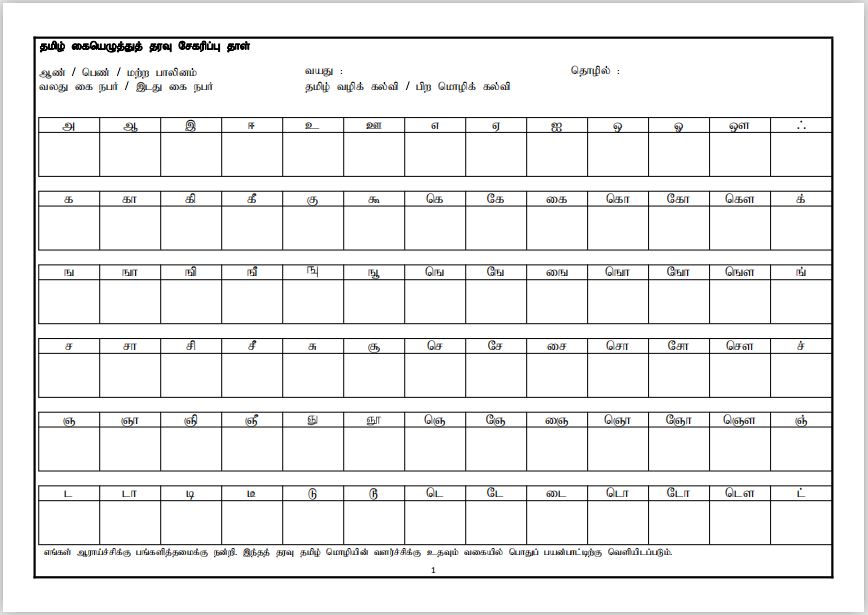 தமிழ் கையெழுத்துத் தரவு சேகரிப்பு தாள்
ஆண் / பெண் / மற்ற பாலினம் வயது : தொழில் :
வலது கை நபர் / இடது கை நபர் தமிழ் வழிக் கல்வி / பிற மொழிக் கல்வி
அ ஆ இ ஈ உ ஊ எ ஏ ஐ ஒ ஓ ஔ ஃ
க கா கி கீ கு கூ கெ கே கை கொ கோ கௌ க்
ங ஙா ஙி ஙீ ஙு ஙூ ஙெ ஙே ஙை ஙொ ஙோ ஙௌ ங்
ச சா சி சீ சு சூ செ சே சை சொ சோ சௌ ச்
ஞ ஞா ஞி ஞீ ஞு ஞூ ஞெ ஞே ஞை ஞொ ஞோ ஞௌ ஞ்
ட டா டி டீ டு டூ டெ டே டை டொ டோ டௌ ட்
எங்கள் ஆராய்ச்சிக்கு பங்களித்தமைக்கு நன்றி. இந்தத் தரவு தமிழ் மொழியின் வளர்ச்சிக்கு உதவும் வகையில் பொதுப் பயன்பாட்டிற்கு வெளியிடப்படும்.
1